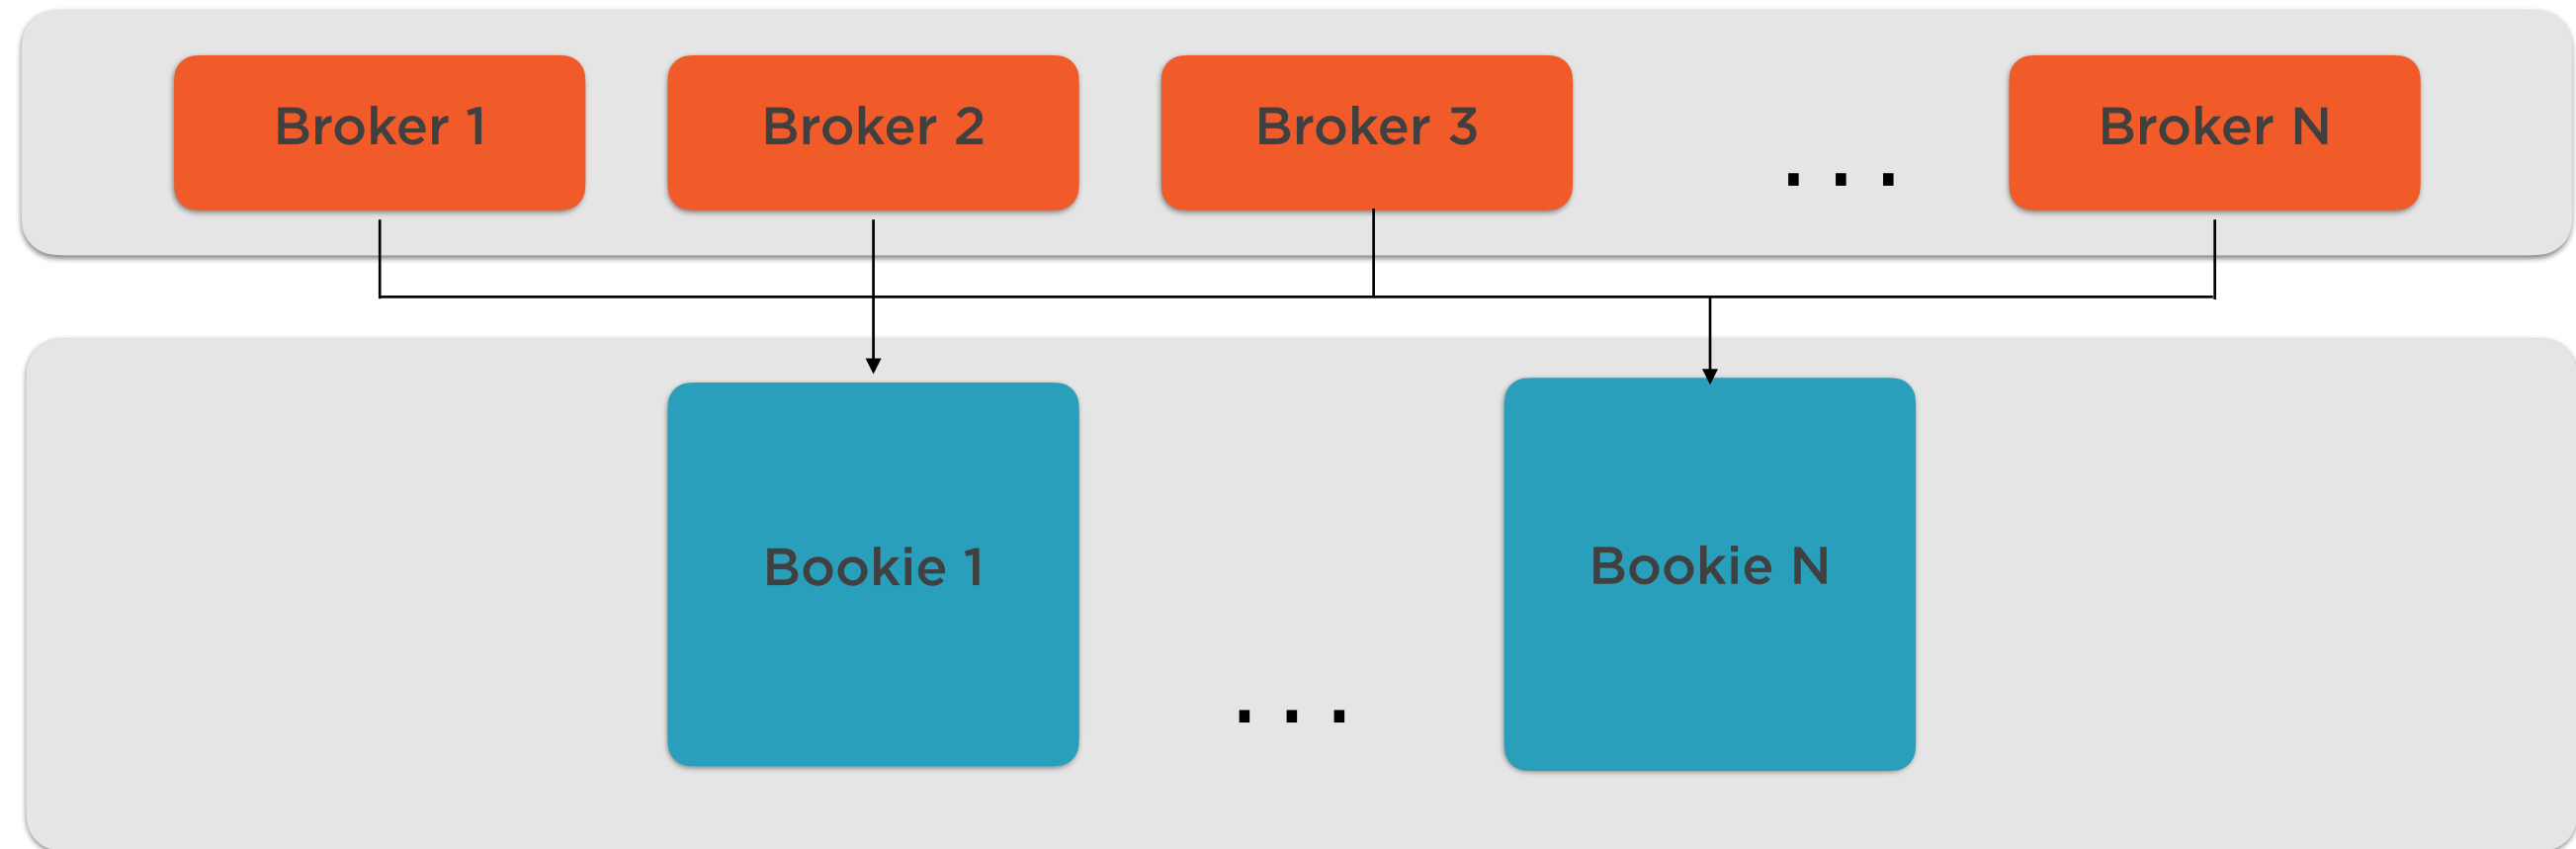 Broker 1
Broker 2
Broker 3
. . .
Broker N
Bookie 1
. . .
Bookie N